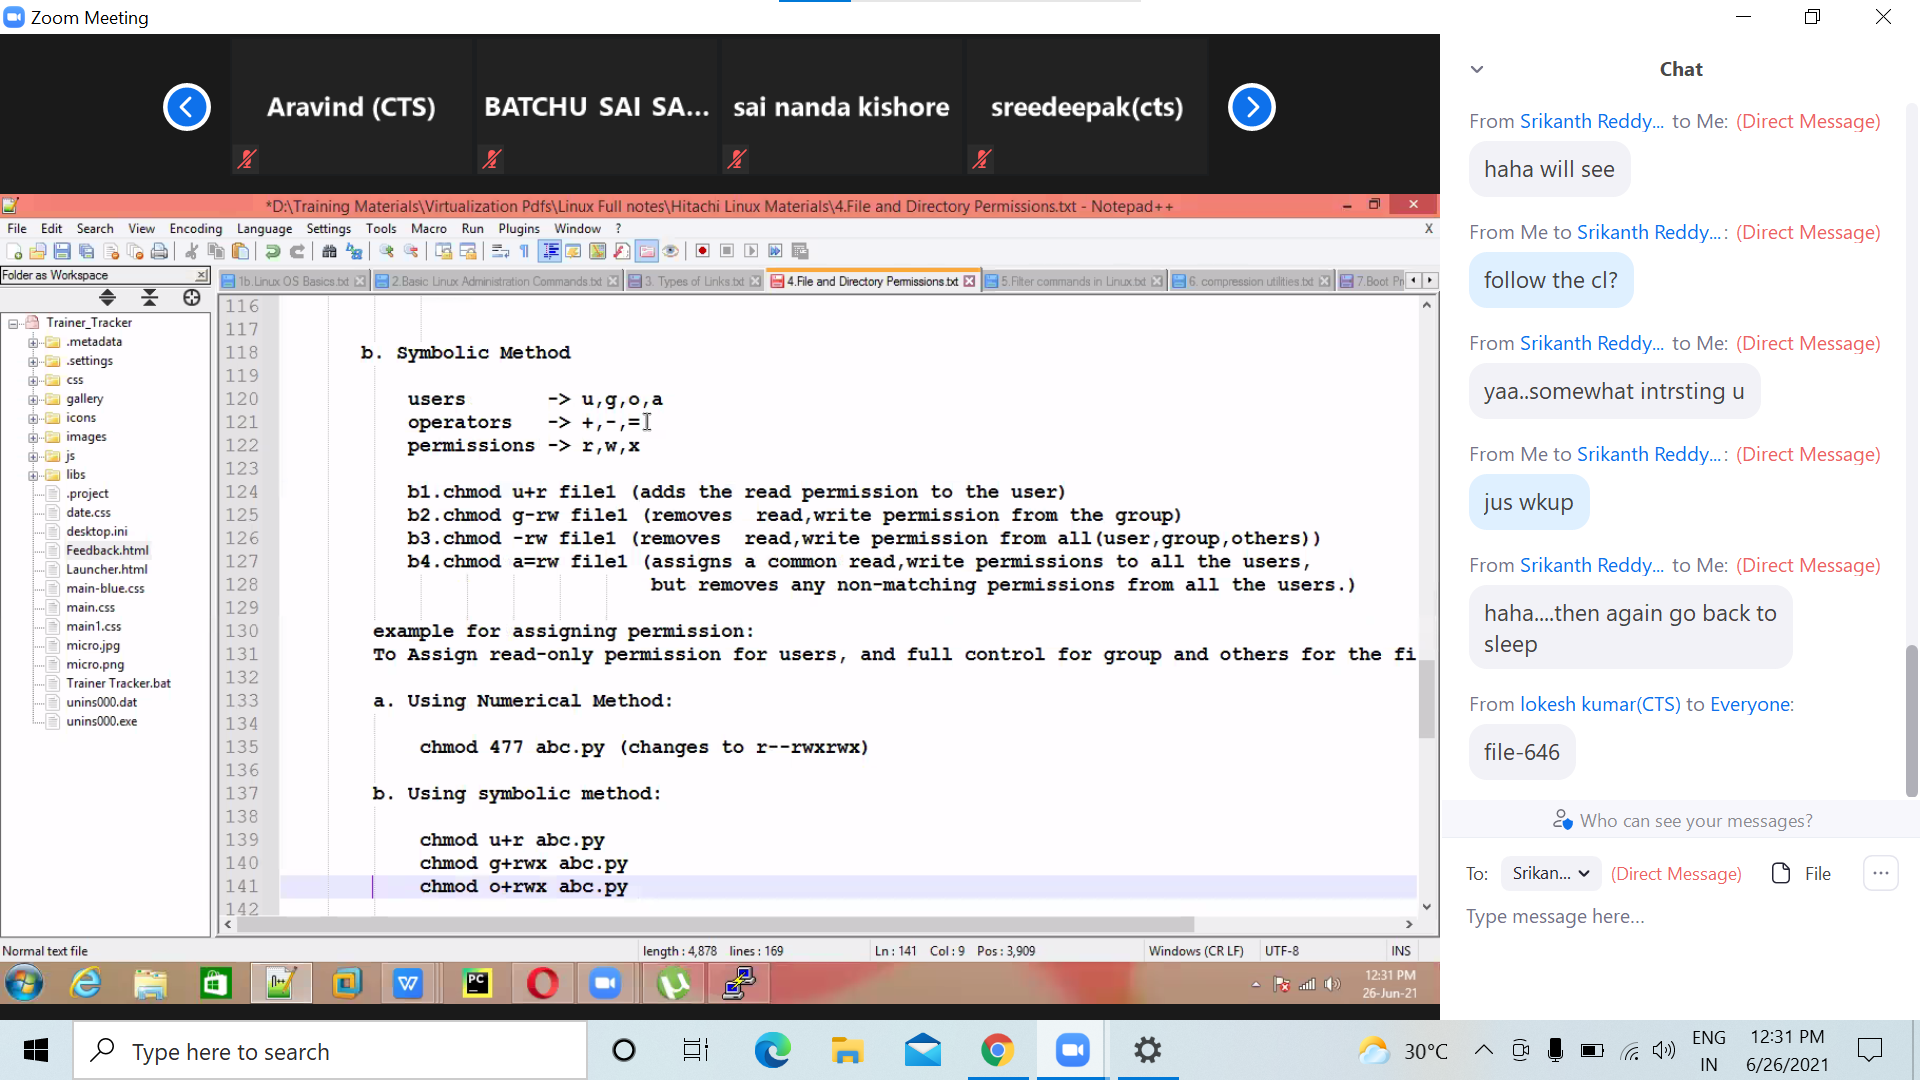 Zoom Meeting
Aravind (CTS)
BATCHU SAI SA...
sai nanda kishore
sreedeepak(cts)
*D:\Training Materials\Virtualization Pdfs\Linux Full notes\Hitachi Linux Materials\4.File and Directory Permissions.txt - Notepad++
File Edit Search View Encoding Language Settings Tools Macro Run Plugins Window ? X
Folder as Workspace
1b.Linux OS Basics.txt
2.Basic Linux Administration Commands.txt
3. Types of Links.txt
4.File and Directory Permissions.txt
5.Filter commands in Linux.txt
6. compression utilities.txt
7.Boot Pr
Trainer_Tracker
.metadata
.settings
css
gallery
icons
images
js
libs
.project
date.css
desktop.ini
Feedback.html
Launcher.html
main-blue.css
main.css
main1.css
micro.jpg
micro.png
Trainer Tracker.bat
unins000.dat
unins000.exe
116
117
118 b. Symbolic Method
119
120 users -> u,g,o,a
121 operators -> +,-,=
122 permissions -> r,w,x
123
124 b1.chmod u+r file1 (adds the read permission to the user)
125 b2.chmod g-rw file1 (removes read,write permission from the group)
126 b3.chmod -rw file1 (removes read,write permission from all(user,group,others))
127 b4.chmod a=rw file1 (assigns a common read,write permissions to all the users,
128 but removes any non-matching permissions from all the users.)
129
130 example for assigning permission:
131 To Assign read-only permission for users, and full control for group and others for the fi
132
133 a. Using Numerical Method:
134
135 chmod 477 abc.py (changes to r--rwxrwx)
136
137 b. Using symbolic method:
138
139 chmod u+r abc.py
140 chmod g+rwx abc.py
141 chmod o+rwx abc.py
142
Normal text file
length : 4,878 lines : 169
Ln : 141 Col : 9 Pos : 3,909
Windows (CR LF)
UTF-8
INS
12:31 PM
26-Jun-21
Chat
From Srikanth Reddy... to Me: (Direct Message)
haha will see
From Me to Srikanth Reddy...: (Direct Message)
follow the cl?
From Srikanth Reddy... to Me: (Direct Message)
yaa..somewhat intrsting u
From Me to Srikanth Reddy...: (Direct Message)
jus wkup
From Srikanth Reddy... to Me: (Direct Message)
haha....then again go back to
sleep
From lokesh kumar(CTS) to Everyone:
file-646
Who can see your messages?
To: Srikan... (Direct Message) File ...
Type message here...
Type here to search
PC
30°C
ENG
IN
12:31 PM
6/26/2021